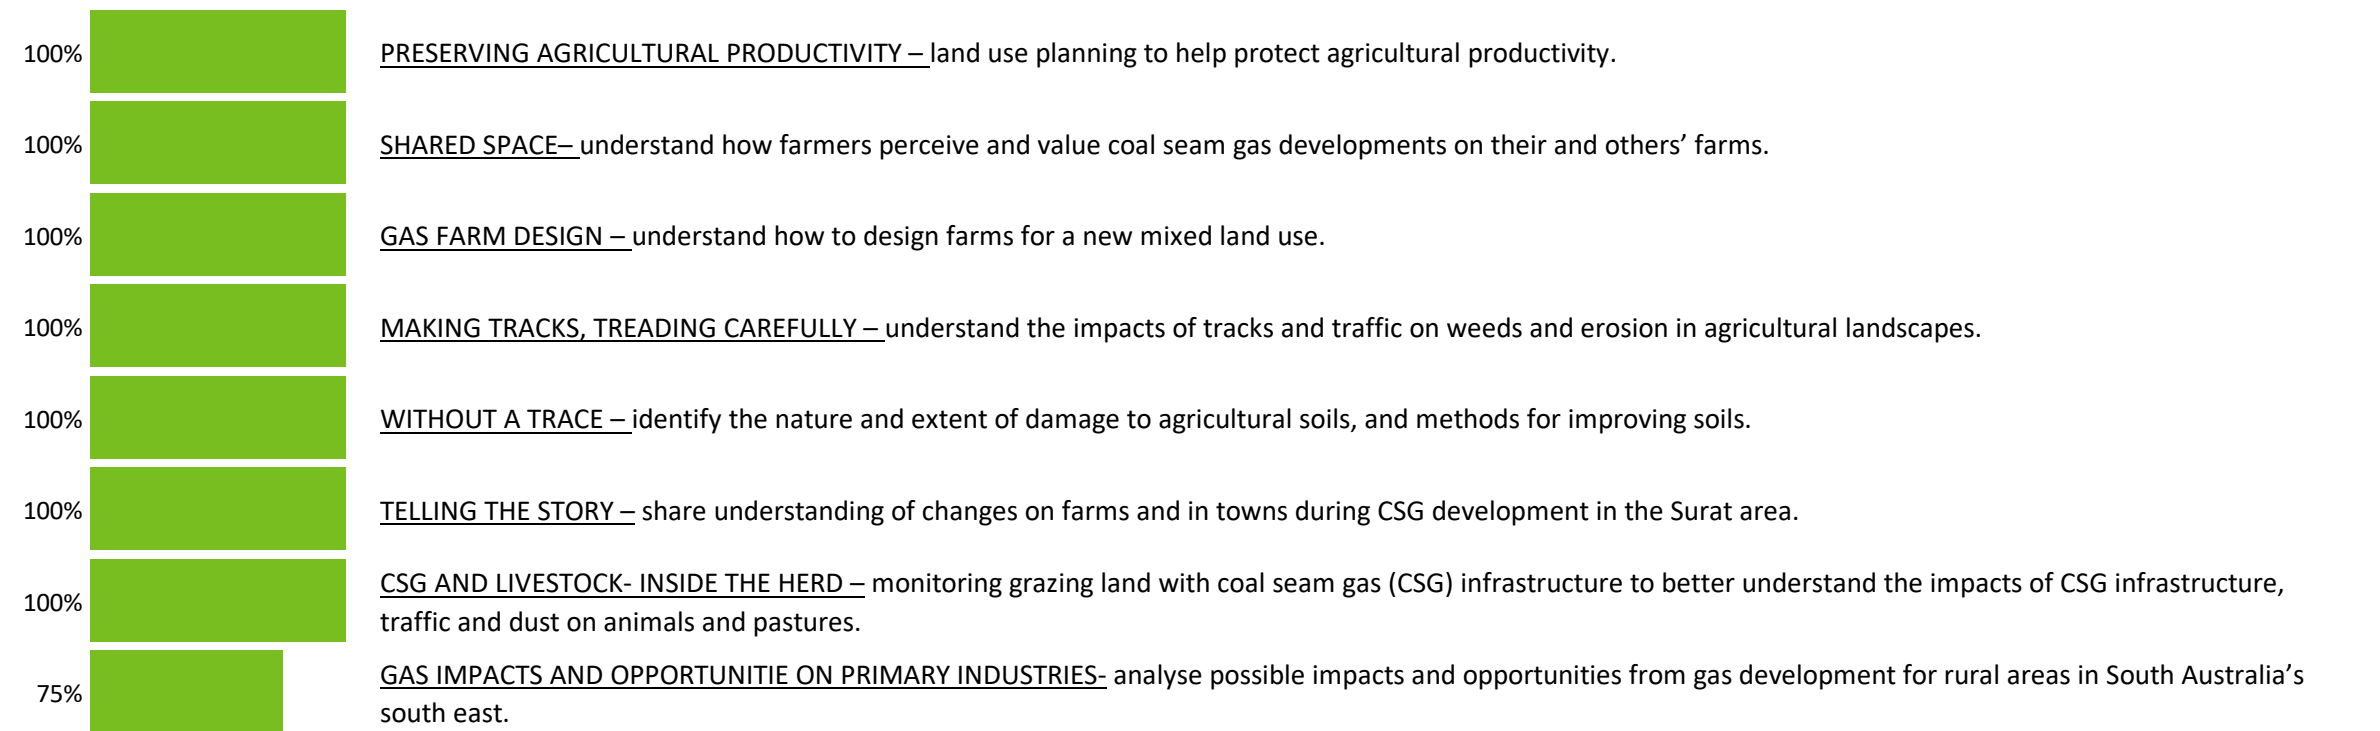 100% PRESERVING AGRICULTURAL PRODUCTIVITY – land use planning to help protect agricultural productivity.
100% SHARED SPACE– understand how farmers perceive and value coal seam gas developments on their and others’ farms.
100% GAS FARM DESIGN – understand how to design farms for a new mixed land use.
100% MAKING TRACKS, TREADING CAREFULLY – understand the impacts of tracks and traffic on weeds and erosion in agricultural landscapes.
100% WITHOUT A TRACE – identify the nature and extent of damage to agricultural soils, and methods for improving soils.
100% TELLING THE STORY – share understanding of changes on farms and in towns during CSG development in the Surat area.
100% CSG AND LIVESTOCK- INSIDE THE HERD – monitoring grazing land with coal seam gas (CSG) infrastructure to better understand the impacts of CSG infrastructure,
traffic and dust on animals and pastures.
75% GAS IMPACTS AND OPPORTUNITIE ON PRIMARY INDUSTRIES- analyse possible impacts and opportunities from gas development for rural areas in South Australia’s
south east.